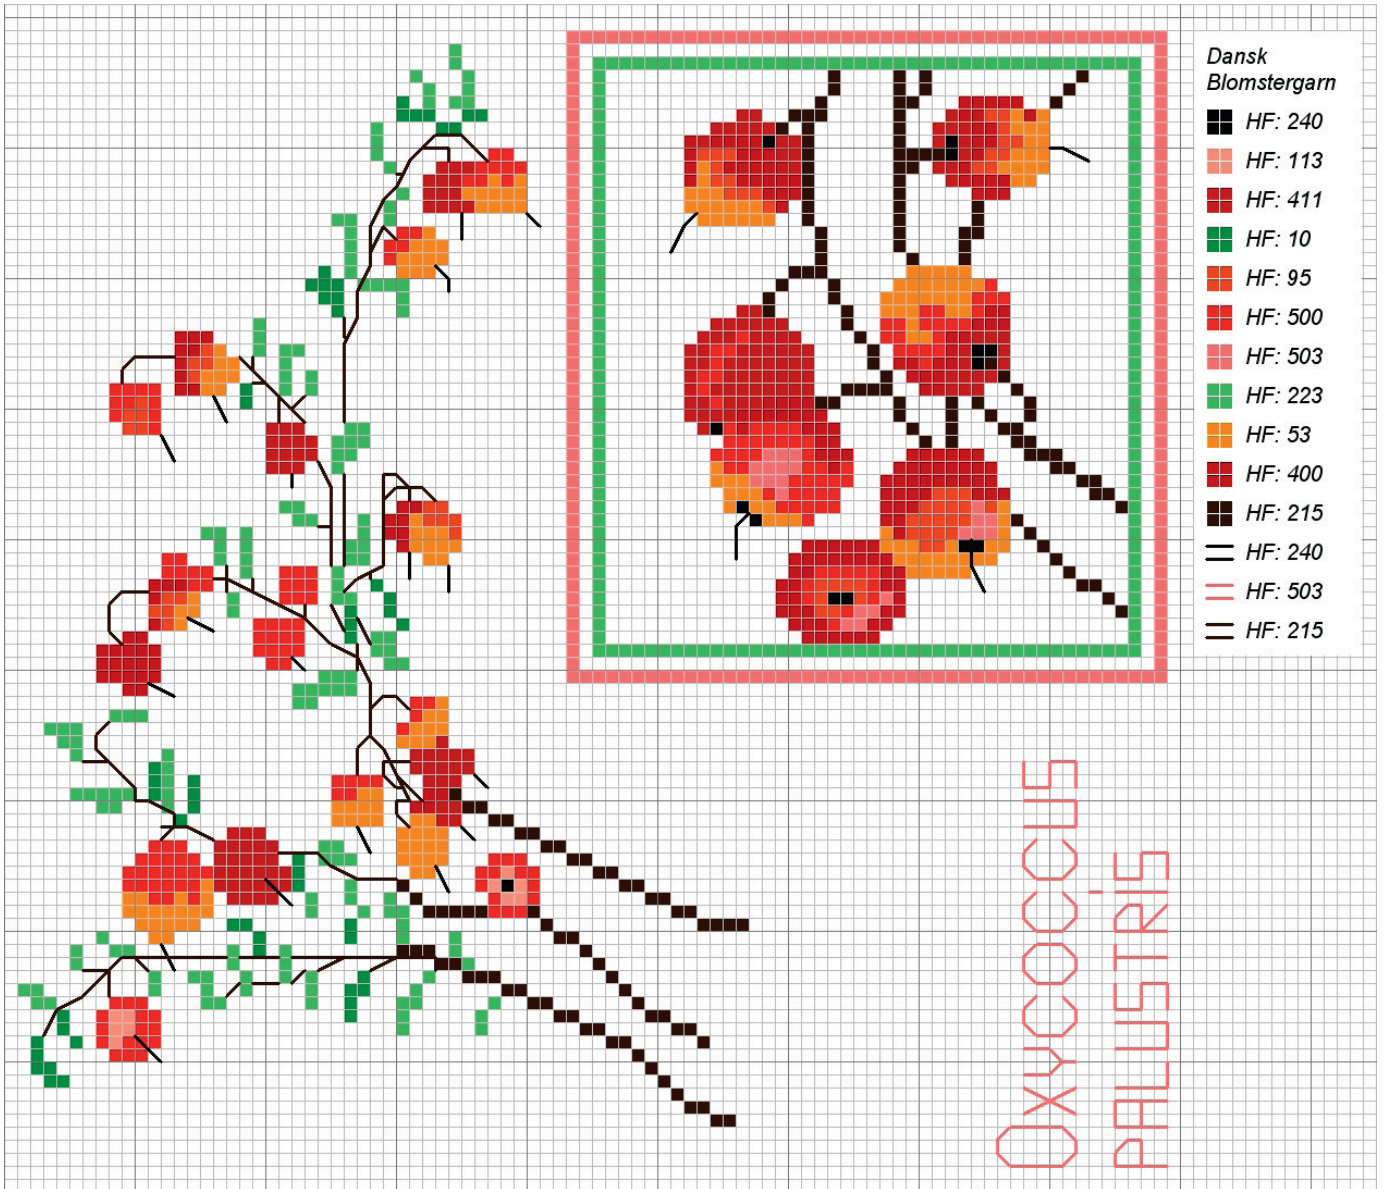 Dansk
Blomstergarn
HF: 240
HF: 113
HF: 411
HF: 10
HF: 95
HF: 500
HF: 503
HF: 223
HF: 53
HF: 400
HF: 215
HF: 240
HF: 503
HF: 215
OXYCOCCUS
PALUSTRIS